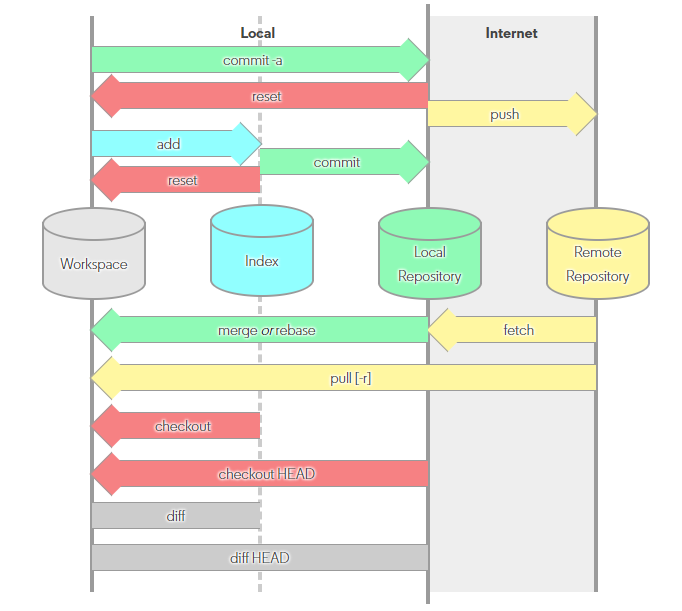 Local
Internet
commit -a
reset
push
add
commit
reset
Workspace
Index
Local
Repository
Remote
Repository
merge or rebase
fetch
pull [-r]
checkout
checkout HEAD
diff
diff HEAD